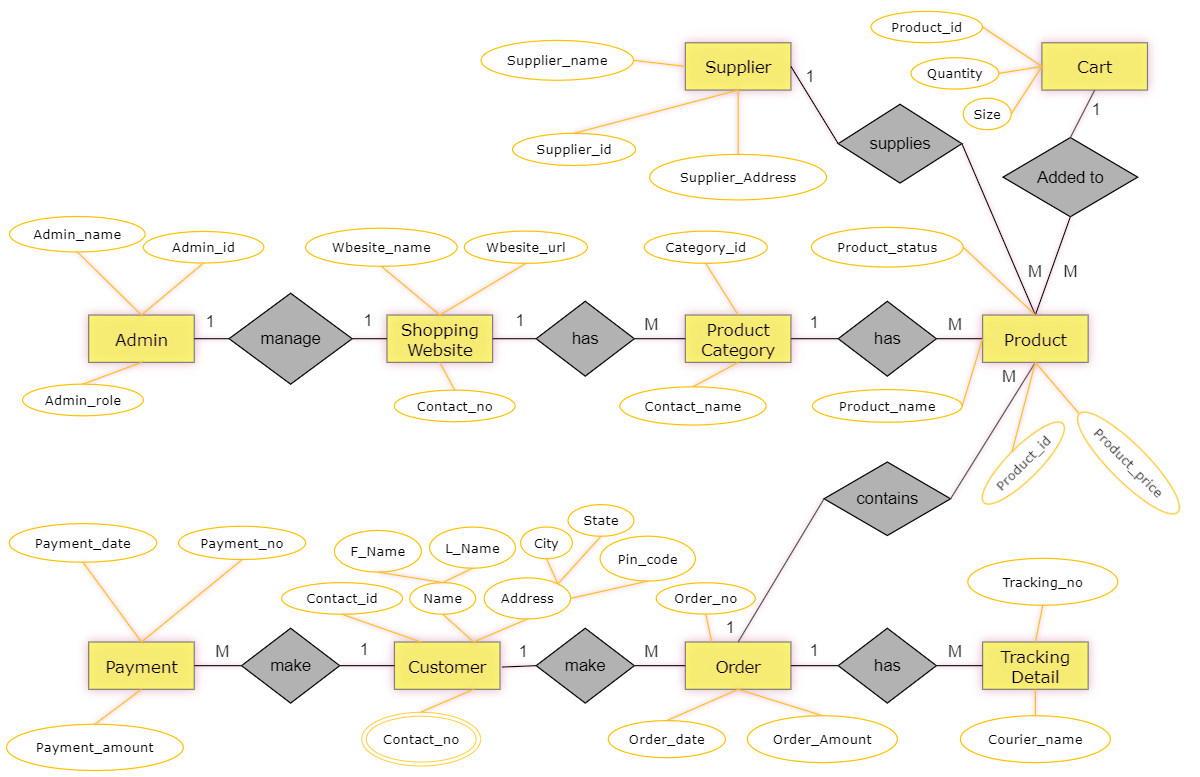 Product_id
Supplier_name
Supplier
Cart
1
Quantity
Size
1
supplies
Supplier_id
Supplier_Address
Added to
Admin_name
Admin_id
Wbesite_name
Wbesite_url
Category_id
Product_status
M
M
1
1
1
M
1
M
Admin
manage
Shopping
Website
has
Product
Category
has
Product
M
Admin_role
Contact_no
Contact_name
Product_name
Product_id
Product_price
contains
Payment_date
Payment_no
F_Name
L_Name
City
State
Pin_code
Contact_id
Name
Address
Order_no
Tracking_no
1
M
1
1
M
1
M
Payment
make
Customer
make
Order
has
Tracking
Detail
Payment_amount
Contact_no
Order_date
Order_Amount
Courier_name